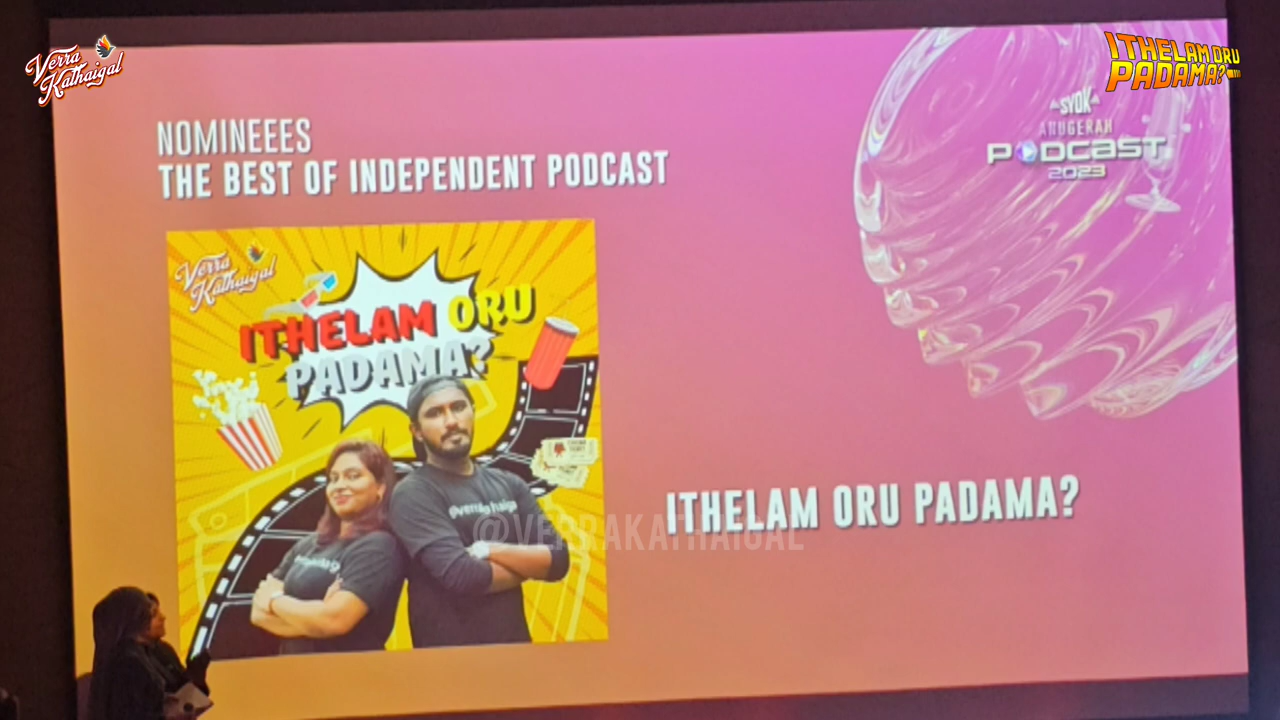 Verra
Kathaigal
ITHELAM ORU
PADAMA?
SYOK
ANUGERAH
PODCAST
2023
NOMINEEES
THE BEST OF INDEPENDENT PODCAST
Verra
Kathaigal
ITHELAM ORU
PADAMA?
ITHELAM ORU PADAMA?
@VERRAKATHAIGAL